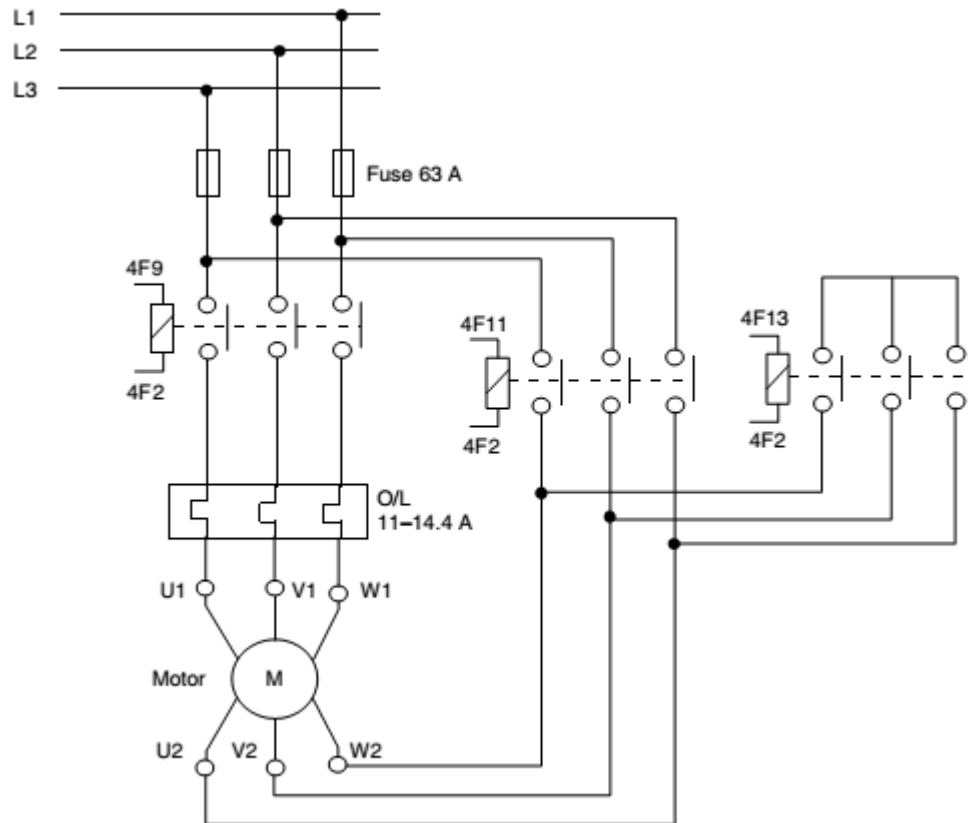 L1
L2
L3
Fuse 63 A
4F9
4F2
4F11
4F2
4F13
4F2
O/L
11–14.4 A
U1
V1
W1
Motor
M
U2
V2
W2